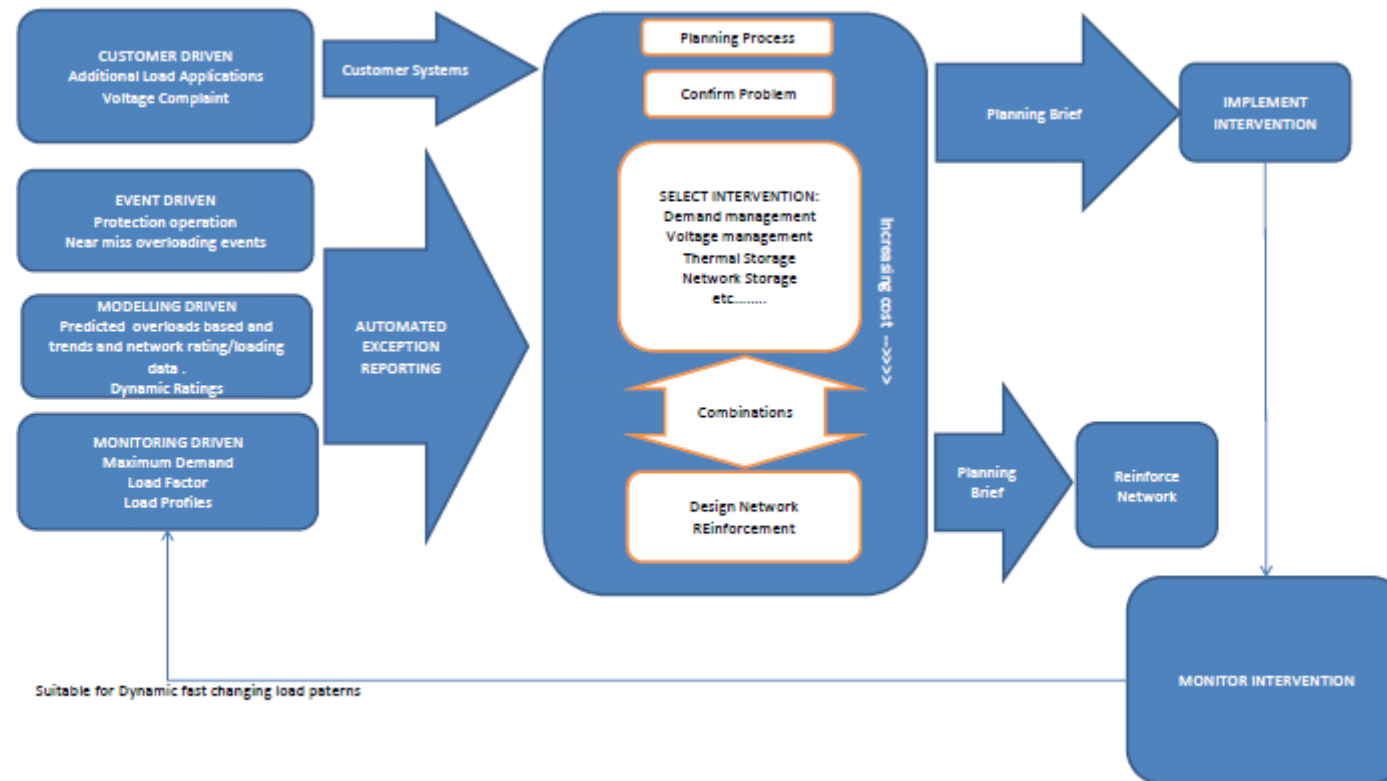 CUSTOMER DRIVEN
Additional Load Applications
Voltage Complaint
Customer Systems
EVENT DRIVEN
Protection operation
Near miss overloading events
MODELLING DRIVEN
Predicted overloads based and
trends and network rating/loading
data .
Dynamic Ratings
MONITORING DRIVEN
Maximum Demand
Load Factor
Load Profiles
AUTOMATED
EXCEPTION
REPORTING
Planning Process
Confirm Problem
SELECT INTERVENTION:
Demand management
Voltage management
Thermal Storage
Network Storage
etc........
Increasing cost -->>>>
Combinations
Design Network
REinforcement
Planning Brief
IMPLEMENT
INTERVENTION
Planning
Brief
Reinforce
Network
MONITOR INTERVENTION
Suitable for Dynamic fast changing load paterns